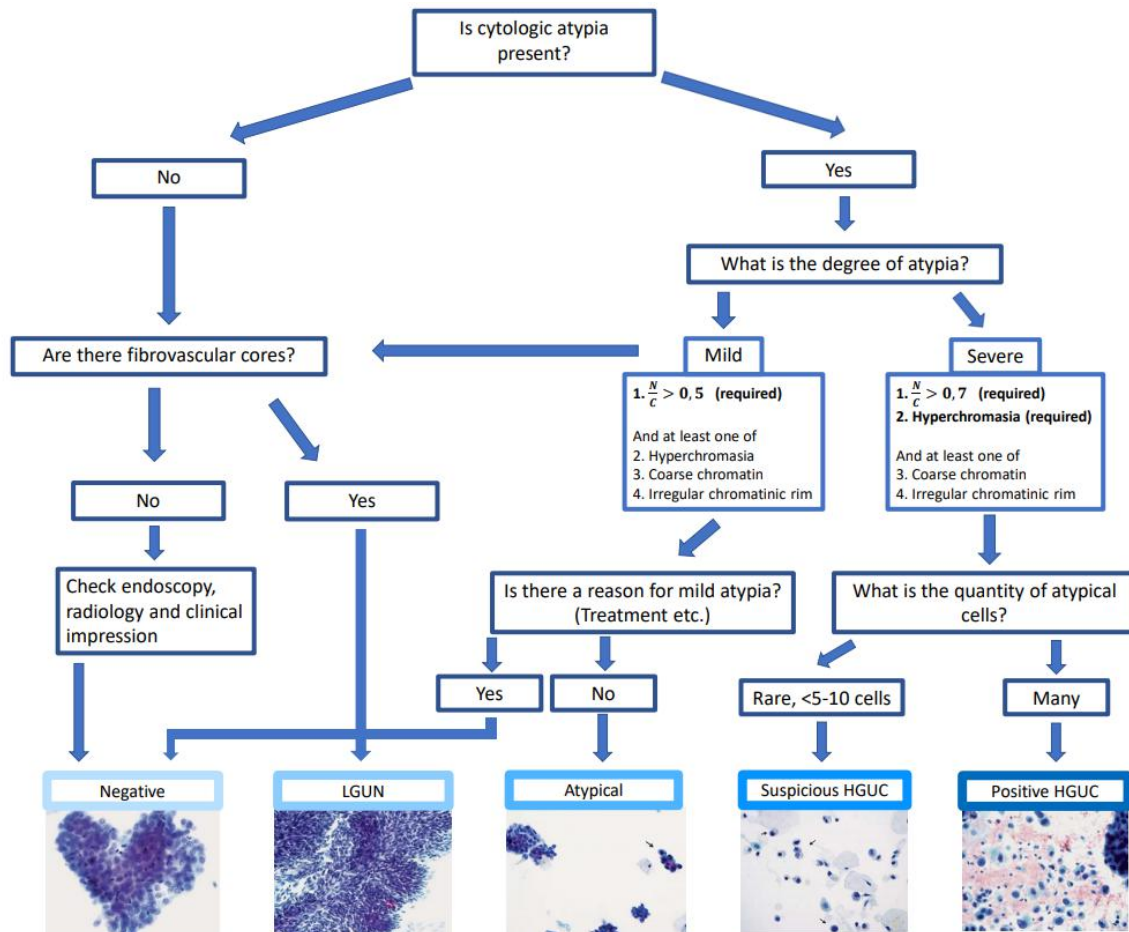 Is cytologic atypia
present?
No
Yes
What is the degree of atypia?
Are there fibrovascular cores?
Mild
Severe
1. N/C > 0,5 (required)
And at least one of
2. Hyperchromasia
3. Coarse chromatin
4. Irregular chromatinic rim
1. N/C > 0,7 (required)
2. Hyperchromasia (required)
And at least one of
3. Coarse chromatin
4. Irregular chromatinic rim
No
Yes
Check endoscopy,
radiology and clinical
impression
Is there a reason for mild atypia?
(Treatment etc.)
What is the quantity of atypical
cells?
Yes
No
Rare, <5-10 cells
Many
Negative
LGUN
Atypical
Suspicious HGUC
Positive HGUC